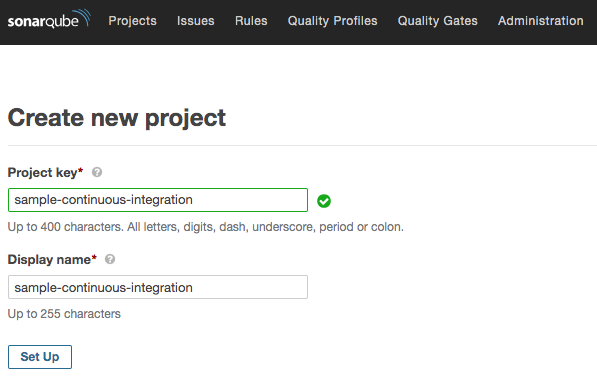 sonarqube Projects Issues Rules Quality Profiles Quality Gates Administration
Create new project
Project key* ?
sample-continuous-integration
Up to 400 characters. All letters, digits, dash, underscore, period or colon.
Display name* ?
sample-continuous-integration
Up to 255 characters
Set Up